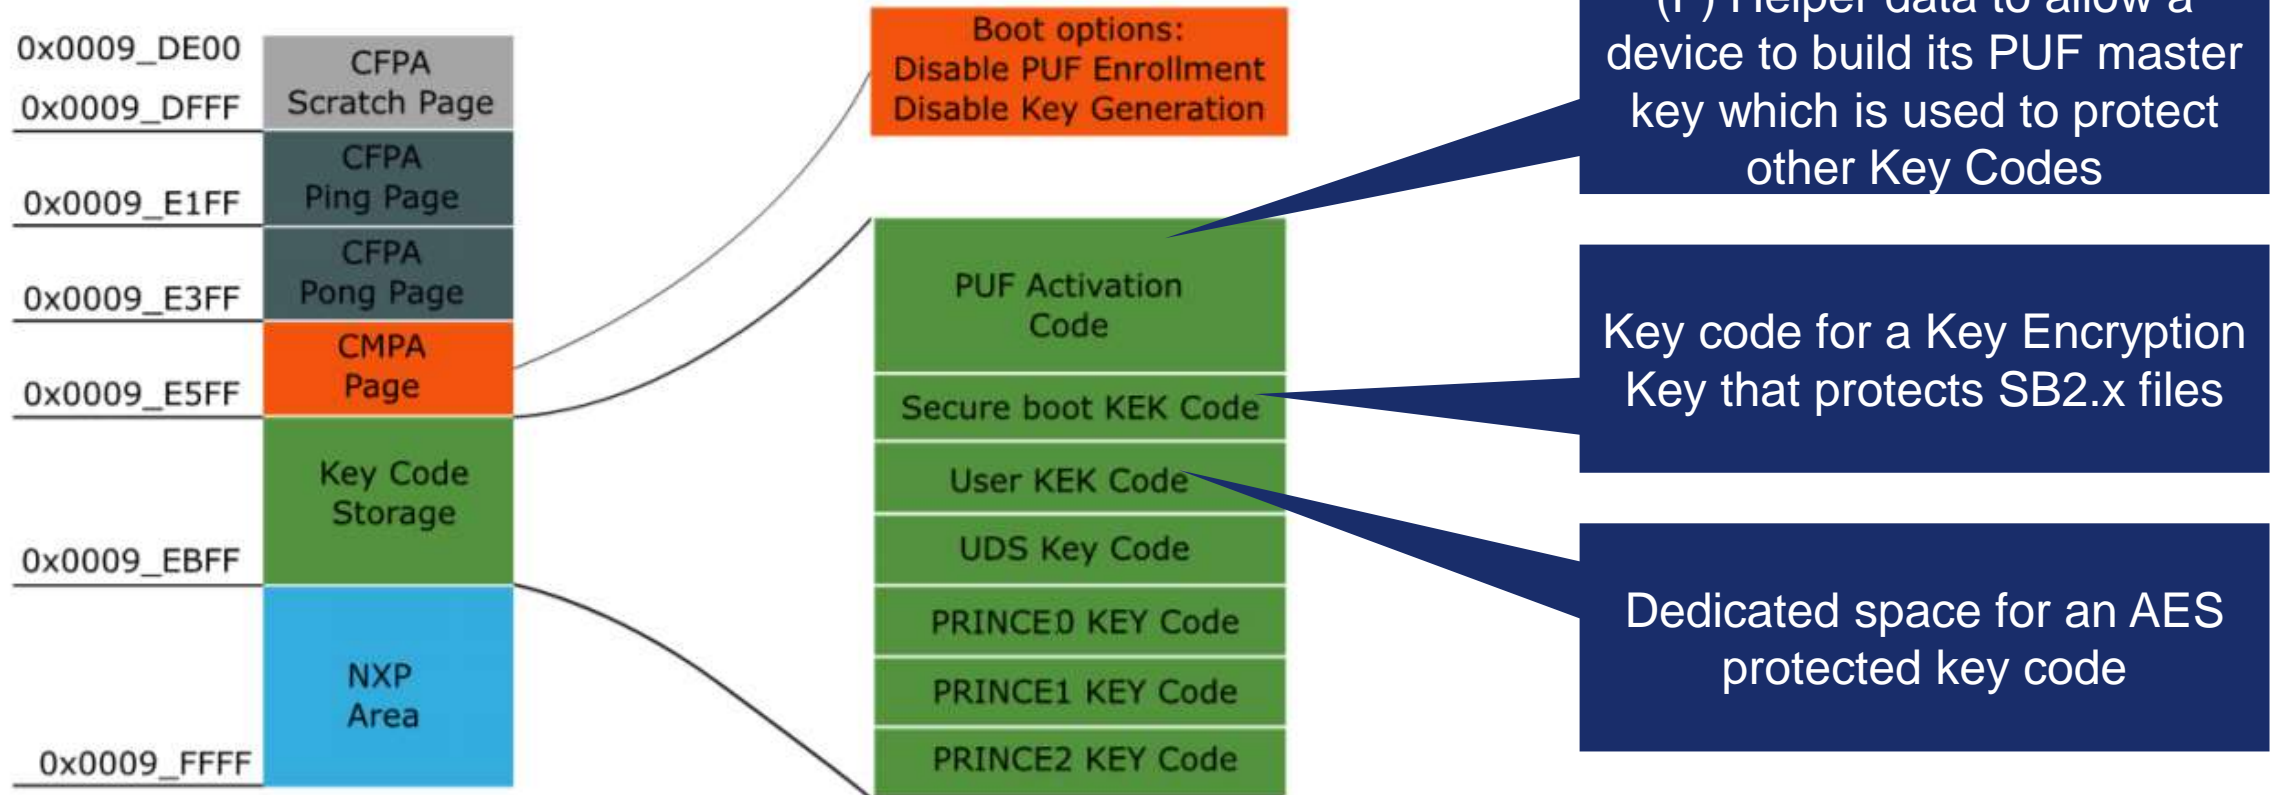 0x0009_DE00
0x0009_DFFF
0x0009_E1FF
0x0009_E3FF
0x0009_E5FF
0x0009_EBFF
0x0009_FFFF
CFPA
Scratch Page
CFPA
Ping Page
CFPA
Pong Page
CMPA
Page
Key Code
Storage
NXP
Area
Boot options:
Disable PUF Enrollment
Disable Key Generation
PUF Activation
Code
Secure boot KEK Code
User KEK Code
UDS Key Code
PRINCE0 KEY Code
PRINCE1 KEY Code
PRINCE2 KEY Code
Helper data to allow a
device to build its PUF master
key which is used to protect
other Key Codes
Key code for a Key Encryption
Key that protects SB2.x files
Dedicated space for an AES
protected key code